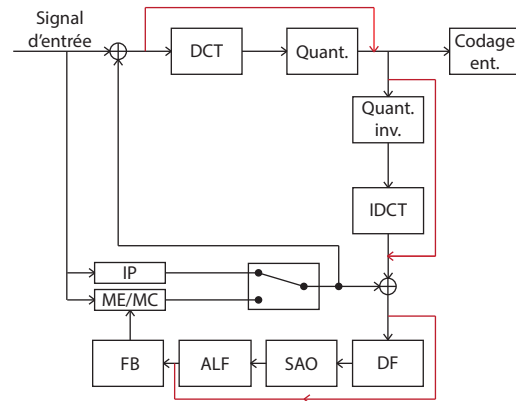 Signal
d'entrée
DCT
Quant.
Codage
ent.
Quant.
inv.
IDCT
IP
ME/MC
FB
ALF
SAO
DF